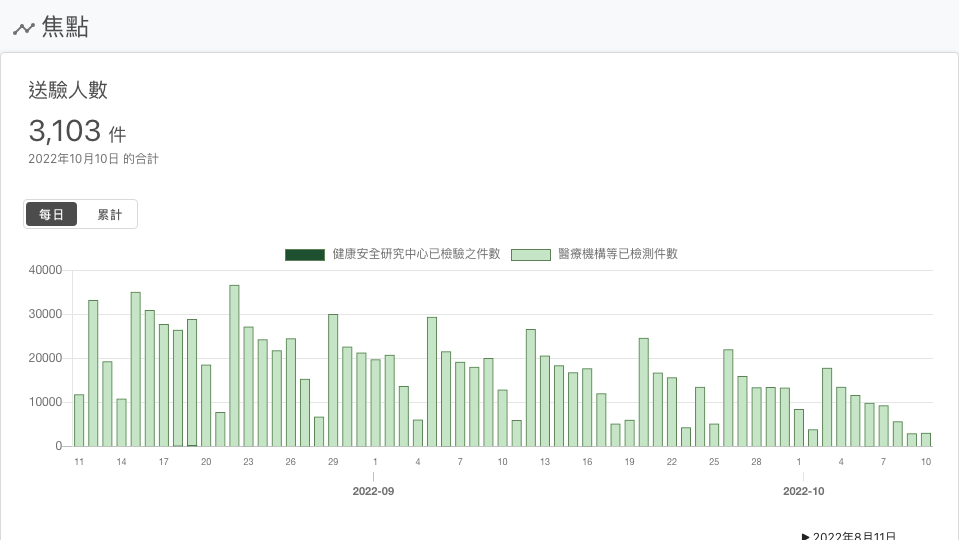 焦點
送驗人數
3,103 件
2022年10月10日 的合計
每日 累計
健康安全研究中心已檢驗之件數 醫療機構等已檢測件數
40000
30000
20000
10000
0
11 14 17 20 23 26 29 1 4 7 10 13 16 19 22 25 28 1 4 7 10
2022-09 2022-10
▶ 2022年8月11日